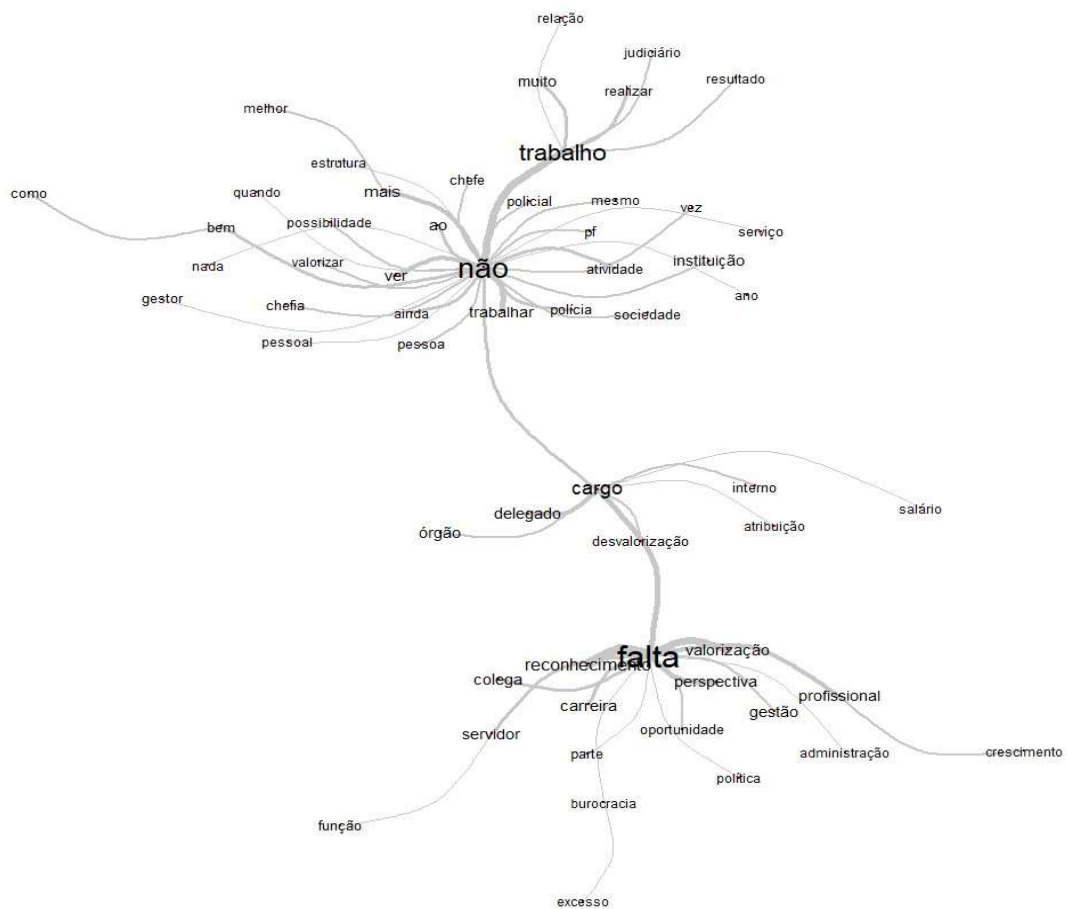 relação
judiciário
muito
resultado
realizar
melhor
trabalho
estrutura
chefe
mais
como
quando
policial
mesmo
vez
possibilidade
ao
bem
pf
serviço
nada
valorizar
ver
não
atividade
instituição
gestor
ano
chefia
ainda
trabalhar
polícia
sociedade
pessoal
pessoa
cargo
interno
salário
delegado
atribuição
órgão
desvalorização
reconhecimento
falta
valorização
colega
perspectiva
profissional
carreira
gestão
servidor
oportunidade
parte
administração
crescimento
política
burocracia
função
excesso